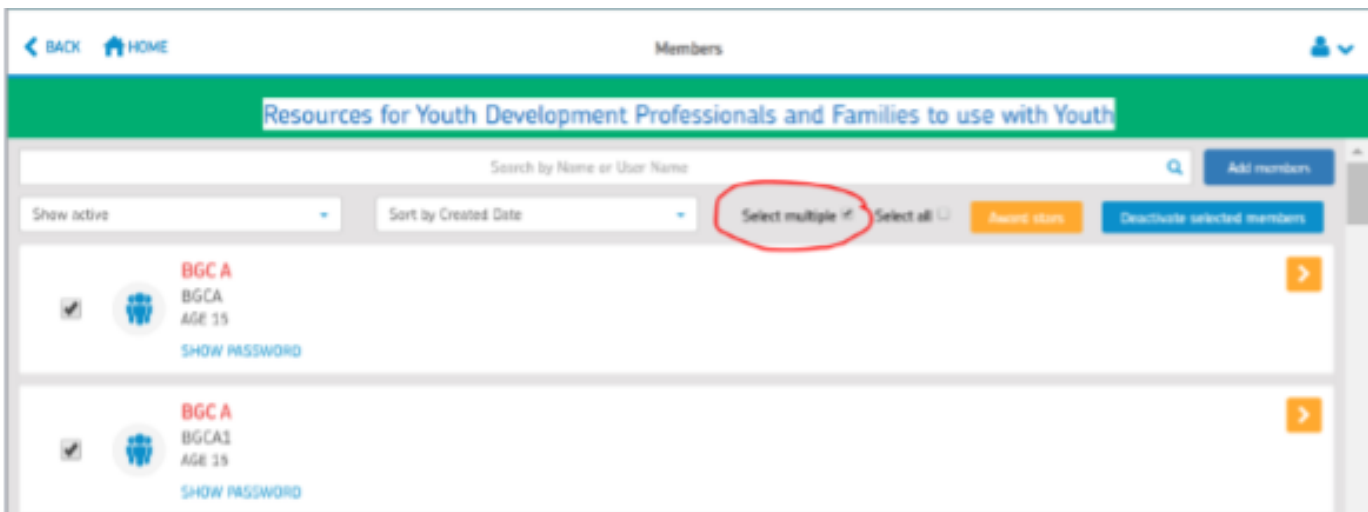 BACK HOME Members
Resources for Youth Development Professionals and Families to use with Youth
Search by Name or User Name Add members
Show active Sort by Created Date Select multiple Select all Award stars Deactivate selected members
BGC A
BGCA
AGE 15
SHOW PASSWORD
BGC A
BGCA1
AGE 15
SHOW PASSWORD